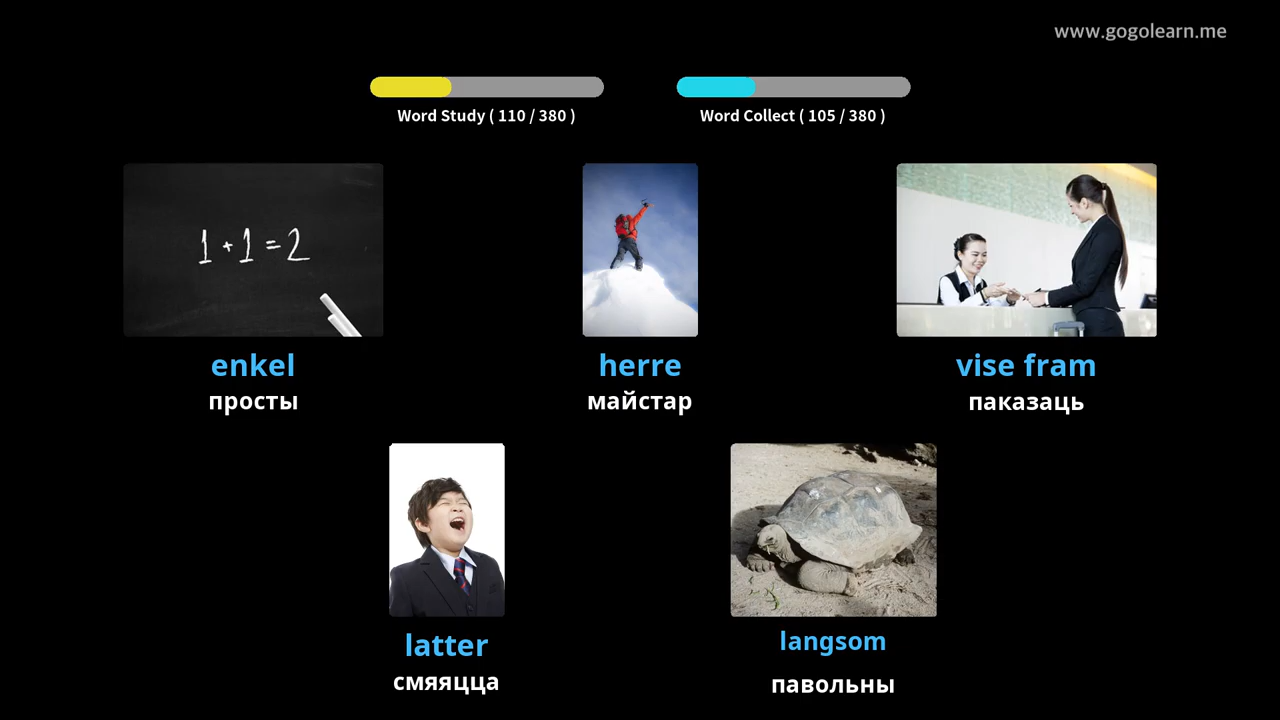 www.gogolearn.me
Word Study ( 110 / 380 )
Word Collect ( 105 / 380 )
1 + 1 = 2
enkel
просты
herre
майстар
vise fram
паказаць
latter
смяяцца
langsom
павольны